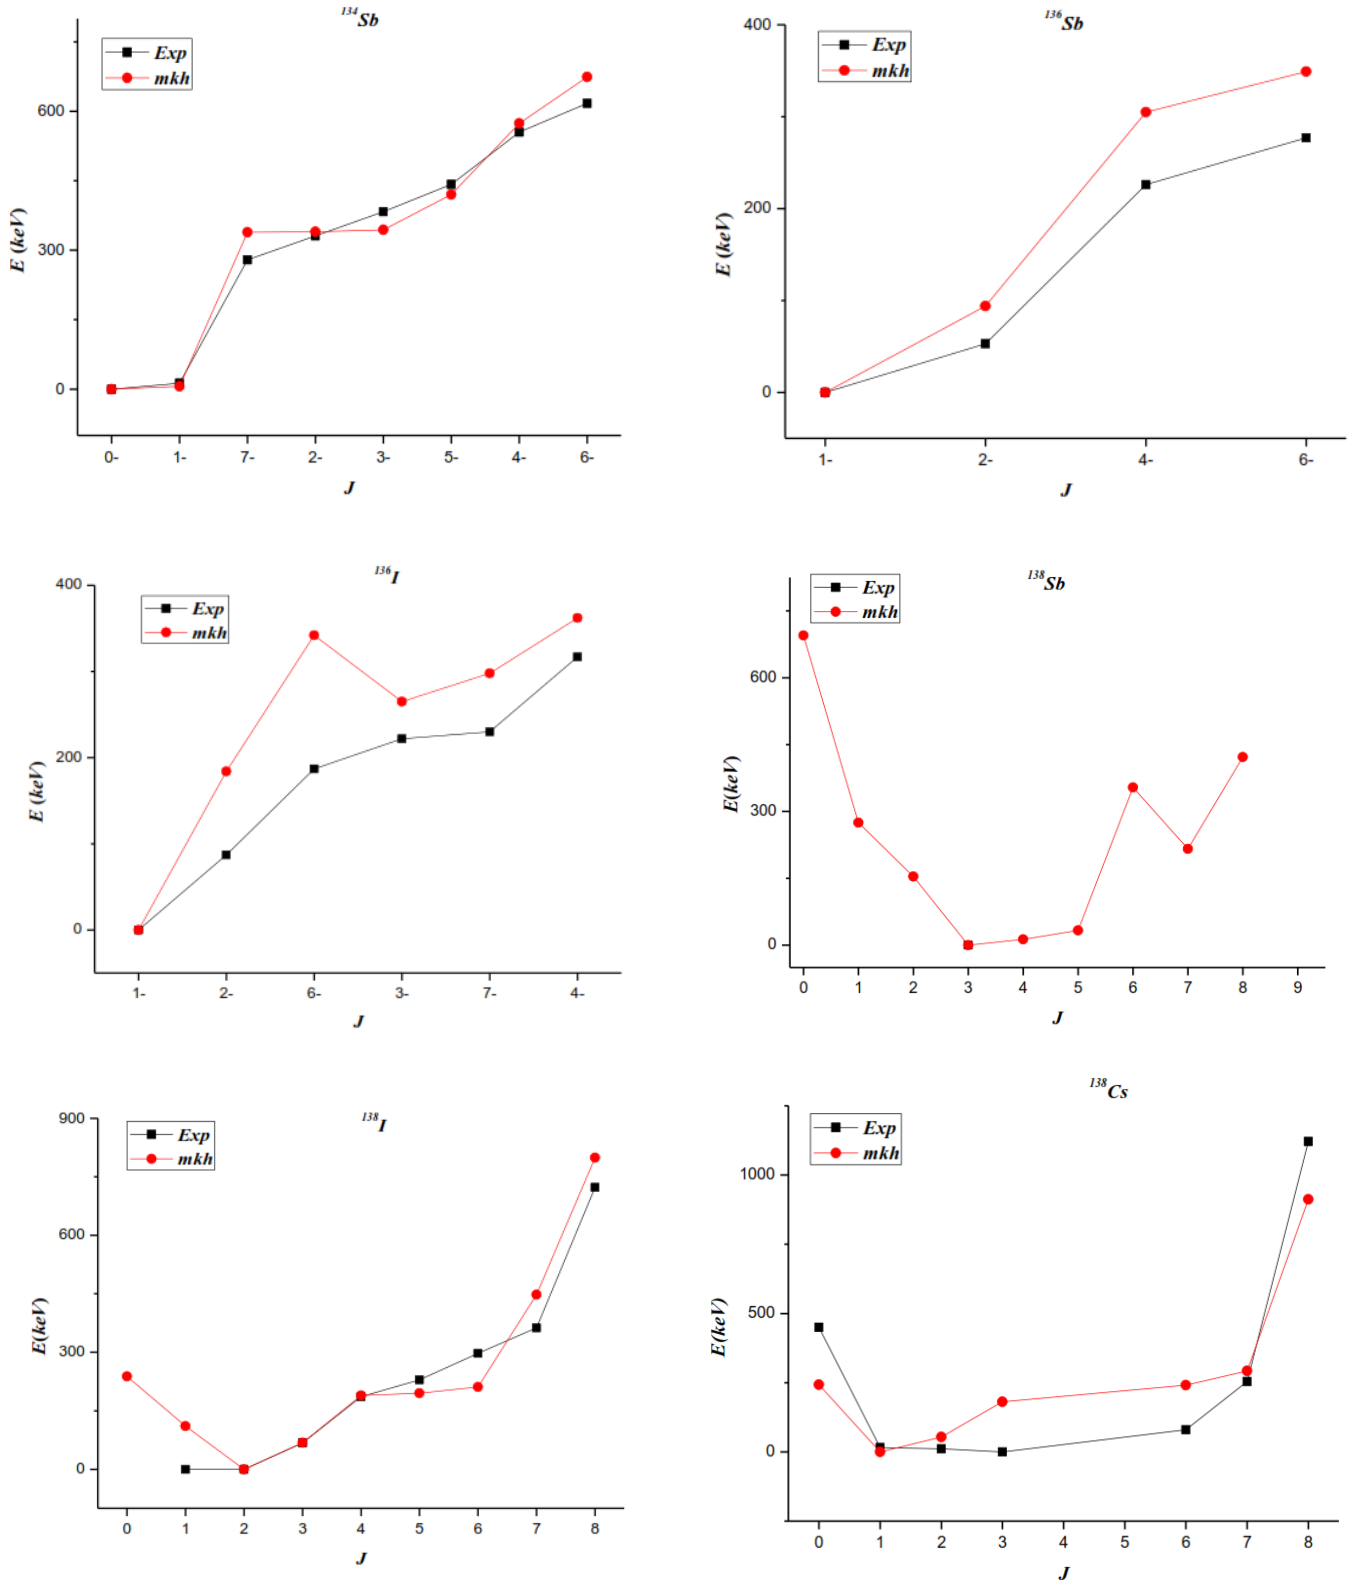 ¹³⁴Sb
Exp
mkh
600
300
0
E (keV)
0- 1- 7- 2- 3- 5- 4- 6-
J
¹³⁶Sb
Exp
mkh
400
200
0
E (keV)
1- 2- 4- 6-
J
¹³⁶I
Exp
mkh
400
200
0
E (keV)
1- 2- 6- 3- 7- 4-
J
¹³⁸Sb
Exp
mkh
600
300
0
E(keV)
0 1 2 3 4 5 6 7 8 9
J
¹³⁸I
Exp
mkh
900
600
300
0
E(keV)
0 1 2 3 4 5 6 7 8
J
¹³⁸Cs
Exp
mkh
1000
500
0
E(keV)
0 1 2 3 4 5 6 7 8
J